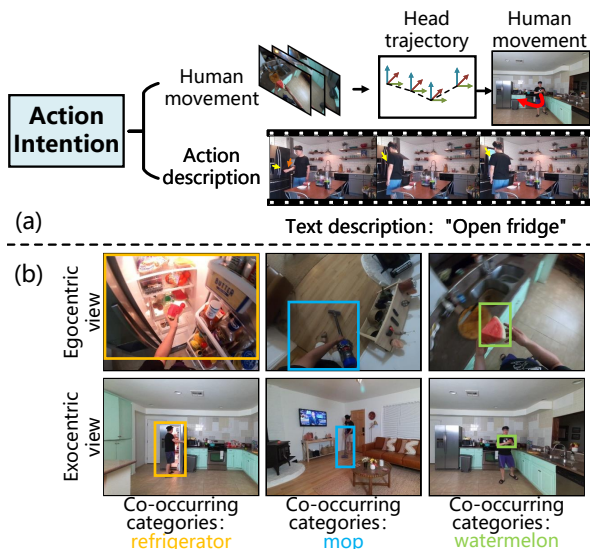 Head
trajectory
Human
movement
Human
movement
Action
Intention
Action
description
(a)
Text description: "Open fridge"
(b)
Egocentric
view
Exocentric
view
Co-occurring
categories:
refrigerator
Co-occurring
categories:
mop
Co-occurring
categories:
watermelon